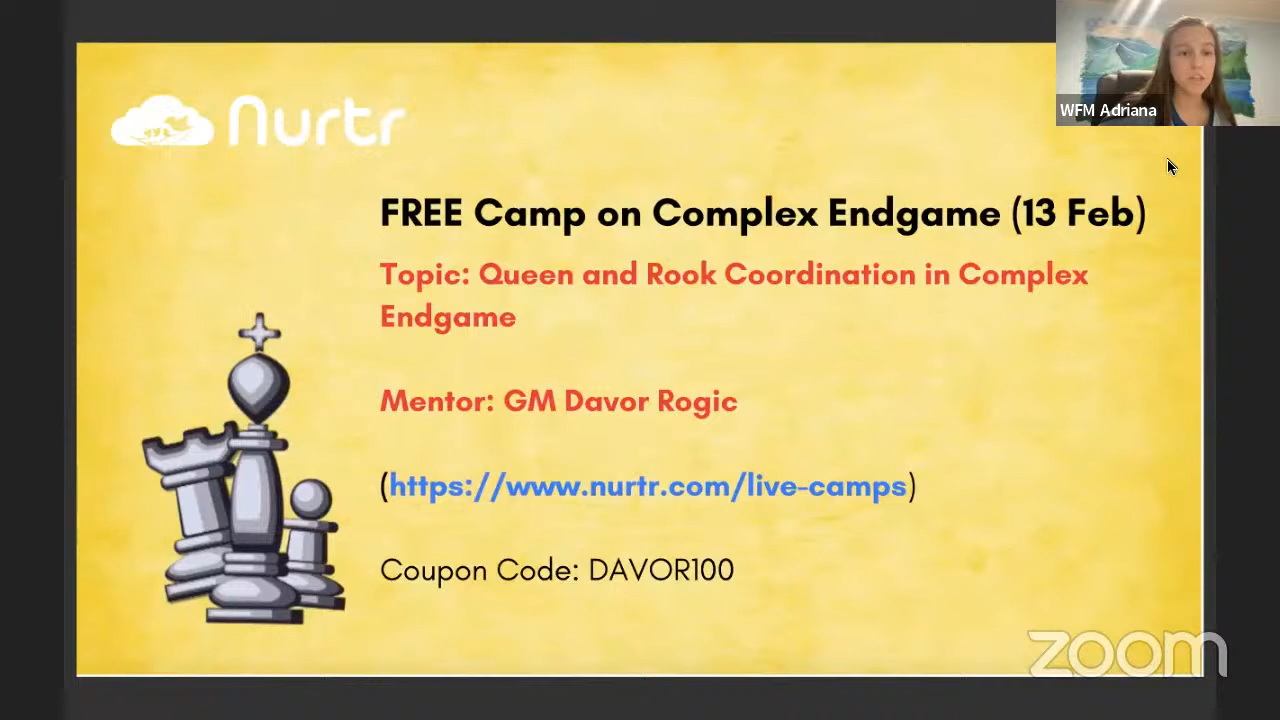 Nurtr
WFM Adriana
FREE Camp on Complex Endgame (13 Feb)
Topic: Queen and Rook Coordination in Complex
Endgame
Mentor: GM Davor Rogic
(https://www.nurtr.com/live-camps)
Coupon Code: DAVOR100
zoom